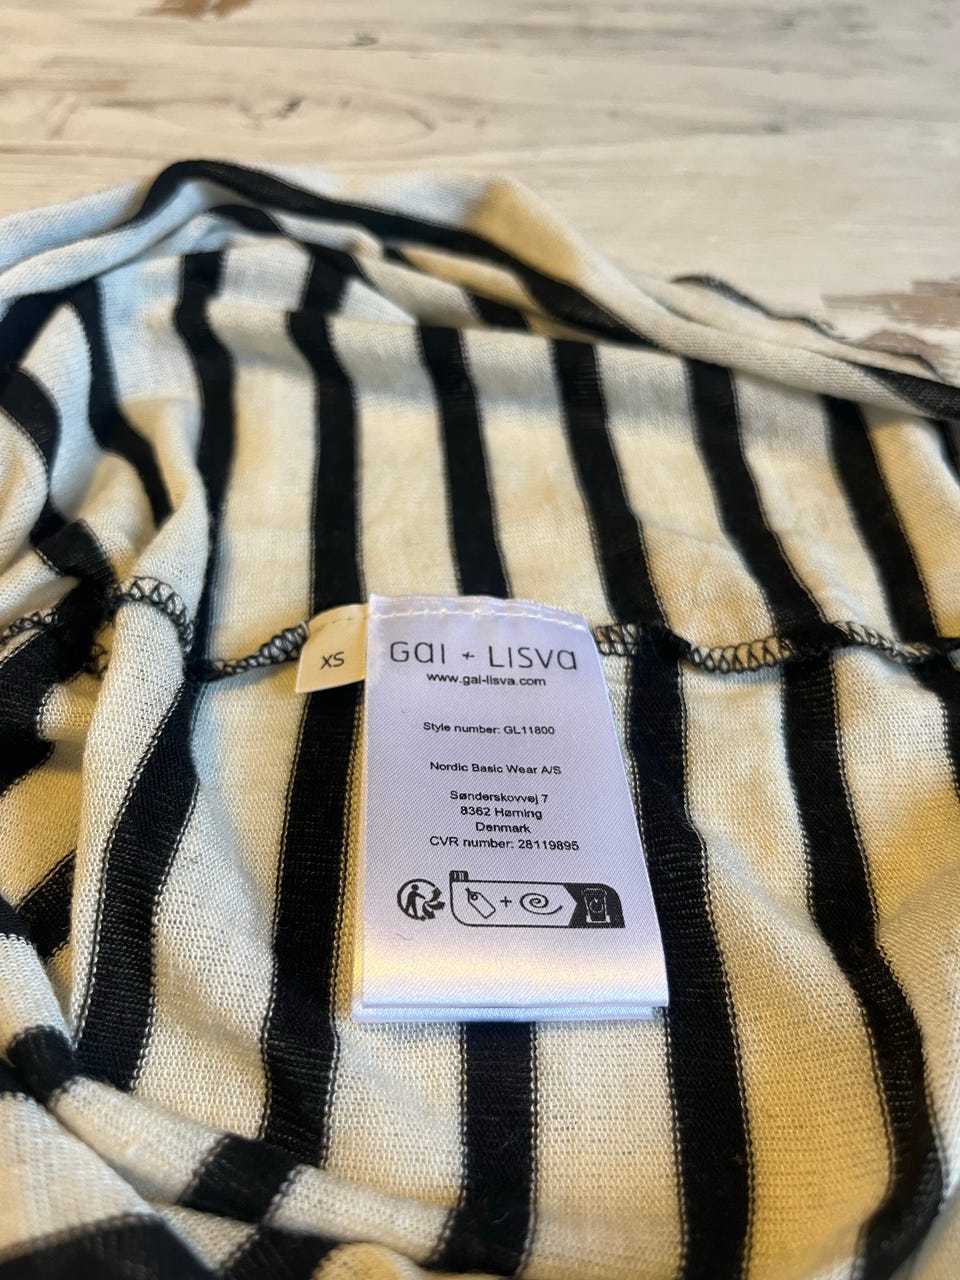 XS
Gai + LISva
www.gai-lisva.com
Style number: GL11800
Nordic Basic Wear A/S
Sønderskovvej 7
8362 Hørning
Denmark
CVR number: 28119895